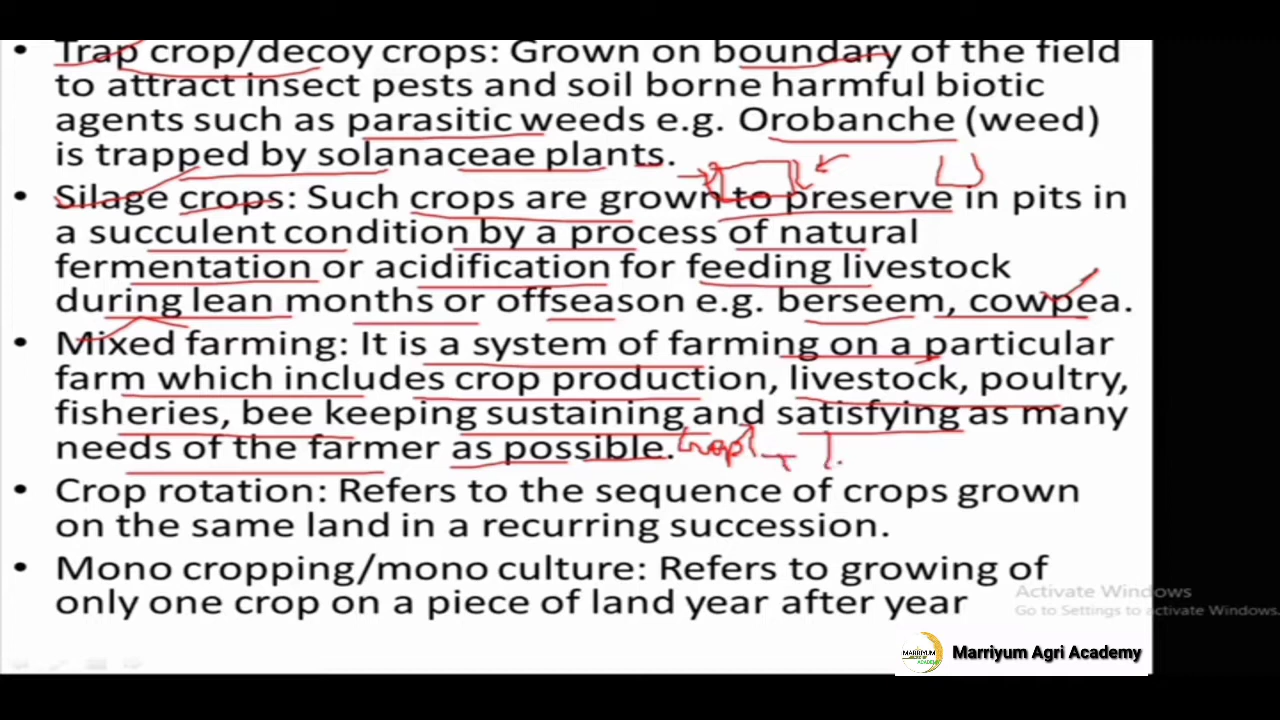 • Trap crop/decoy crops: Grown on boundary of the field
to attract insect pests and soil borne harmful biotic
agents such as parasitic weeds e.g. Orobanche (weed)
is trapped by solanaceae plants.
• Silage crops: Such crops are grown to preserve in pits in
a succulent condition by a process of natural
fermentation or acidification for feeding livestock
during lean months or offseason e.g. berseem, cowpea.
• Mixed farming: It is a system of farming on a particular
farm which includes crop production, livestock, poultry,
fisheries, bee keeping sustaining and satisfying as many
needs of the farmer as possible. crop +
• Crop rotation: Refers to the sequence of crops grown
on the same land in a recurring succession.
• Mono cropping/mono culture: Refers to growing of
only one crop on a piece of land year after year
Activate Windows
Go to Settings to activate Windows.
MARRIYUM
ACADEMY
Marriyum Agri Academy